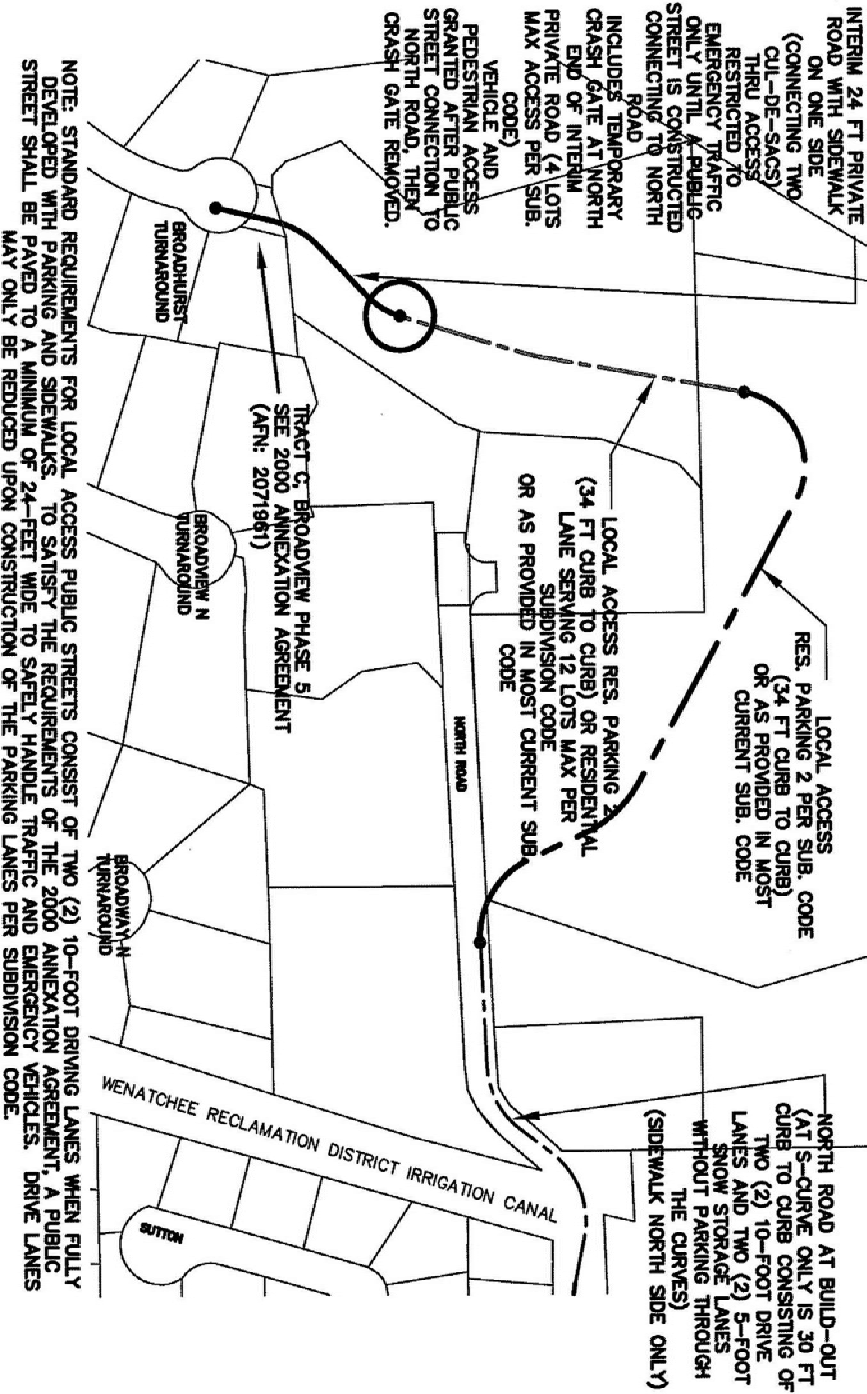 INTERIM 24 FT PRIVATE
ROAD WITH SIDEWALK
ON ONE SIDE
(CONNECTING TWO
CUL-DE-SACS)
THRU ACCESS
RESTRICTED TO
EMERGENCY TRAFFIC
ONLY UNTIL A PUBLIC
STREET IS CONSTRUCTED
CONNECTING TO NORTH
ROAD
INCLUDES TEMPORARY
CRASH GATE AT NORTH
END OF INTERIM
PRIVATE ROAD (4 LOTS
MAX ACCESS PER SUB.
CODE)
VEHICLE AND
PEDESTRIAN ACCESS
GRANTED AFTER PUBLIC
STREET CONNECTION TO
NORTH ROAD, THEN
CRASH GATE REMOVED.
LOCAL ACCESS
RES. PARKING 2 PER SUB. CODE
(34 FT CURB TO CURB)
OR AS PROVIDED IN MOST
CURRENT SUB. CODE
LOCAL ACCESS RES. PARKING 2
(34 FT CURB TO CURB) OR RESIDENTIAL
LANE SERVING 12 LOTS MAX PER
SUBDIVISION CODE
OR AS PROVIDED IN MOST CURRENT SUB
CODE
NORTH ROAD AT BUILD-OUT
(AT S-CURVE ONLY IS 30 FT
CURB TO CURB CONSISTING OF
TWO (2) 10-FOOT DRIVE
LANES AND TWO (2) 5-FOOT
SNOW STORAGE LANES
WITHOUT PARKING THROUGH
THE CURVES)
(SIDEWALK NORTH SIDE ONLY)
NORTH ROAD
TRACT C, BROADVIEW PHASE 5
SEE 2000 ANNEXATION AGREEMENT
(AFN: 2071961)
BROADHURST
TURNAROUND
BROADVIEW N
TURNAROUND
BROADWAY N
TURNAROUND
WENATCHEE RECLAMATION DISTRICT IRRIGATION CANAL
SUTTON
NOTE: STANDARD REQUIREMENTS FOR LOCAL ACCESS PUBLIC STREETS CONSIST OF TWO (2) 10-FOOT DRIVING LANES WHEN FULLY
DEVELOPED WITH PARKING AND SIDEWALKS. TO SATISFY THE REQUIREMENTS OF THE 2000 ANNEXATION AGREEMENT, A PUBLIC
STREET SHALL BE PAVED TO A MINIMUM OF 24-FEET WIDE TO SAFELY HANDLE TRAFFIC AND EMERGENCY VEHICLES. DRIVE LANES
MAY ONLY BE REDUCED UPON CONSTRUCTION OF THE PARKING LANES PER SUBDIVISION CODE.